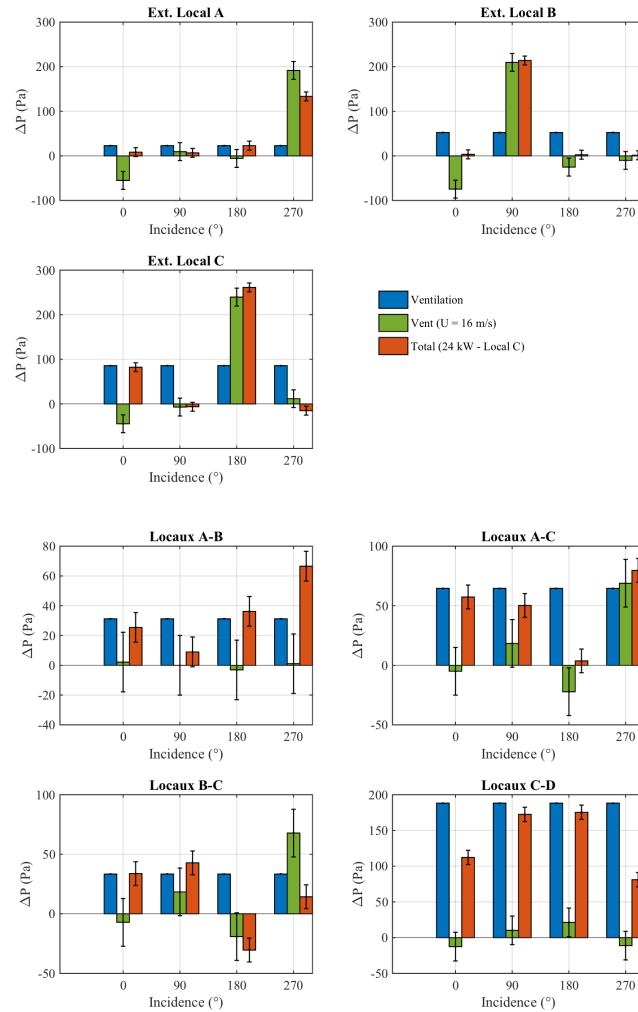 Ext. Local A
300
200
100
0
-100
ΔP (Pa)
0 90 180 270
Incidence (°)
Ext. Local B
300
200
100
0
-100
ΔP (Pa)
0 90 180 270
Incidence (°)
Ext. Local C
300
200
100
0
-100
ΔP (Pa)
0 90 180 270
Incidence (°)
Ventilation
Vent (U = 16 m/s)
Total (24 kW - Local C)
Locaux A-B
80
60
40
20
0
-20
-40
ΔP (Pa)
0 90 180 270
Incidence (°)
Locaux A-C
100
50
0
-50
ΔP (Pa)
0 90 180 270
Incidence (°)
Locaux B-C
100
50
0
-50
ΔP (Pa)
0 90 180 270
Incidence (°)
Locaux C-D
200
150
100
50
0
-50
ΔP (Pa)
0 90 180 270
Incidence (°)